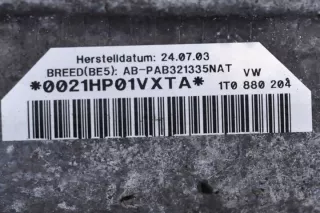 Herstelldatum: 24.07.03
BREED(BE5): AB-PAB321335NAT VW
*0021HP01VXTA* 1T0 880 204